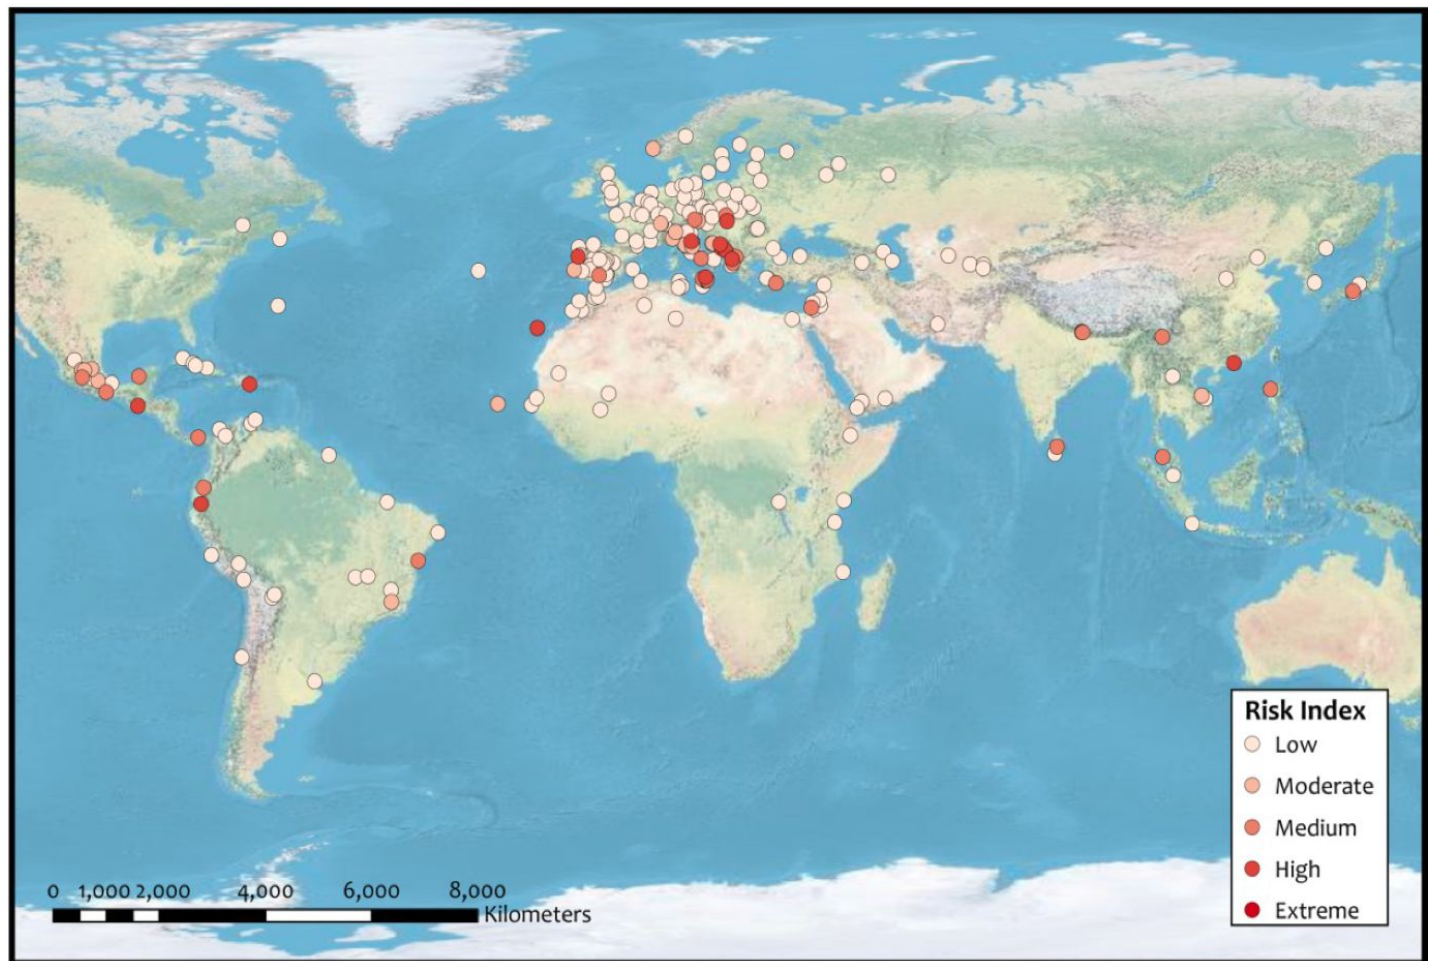 Risk Index
Low
Moderate
Medium
High
Extreme
0 1,000 2,000 4,000 6,000 8,000
Kilometers